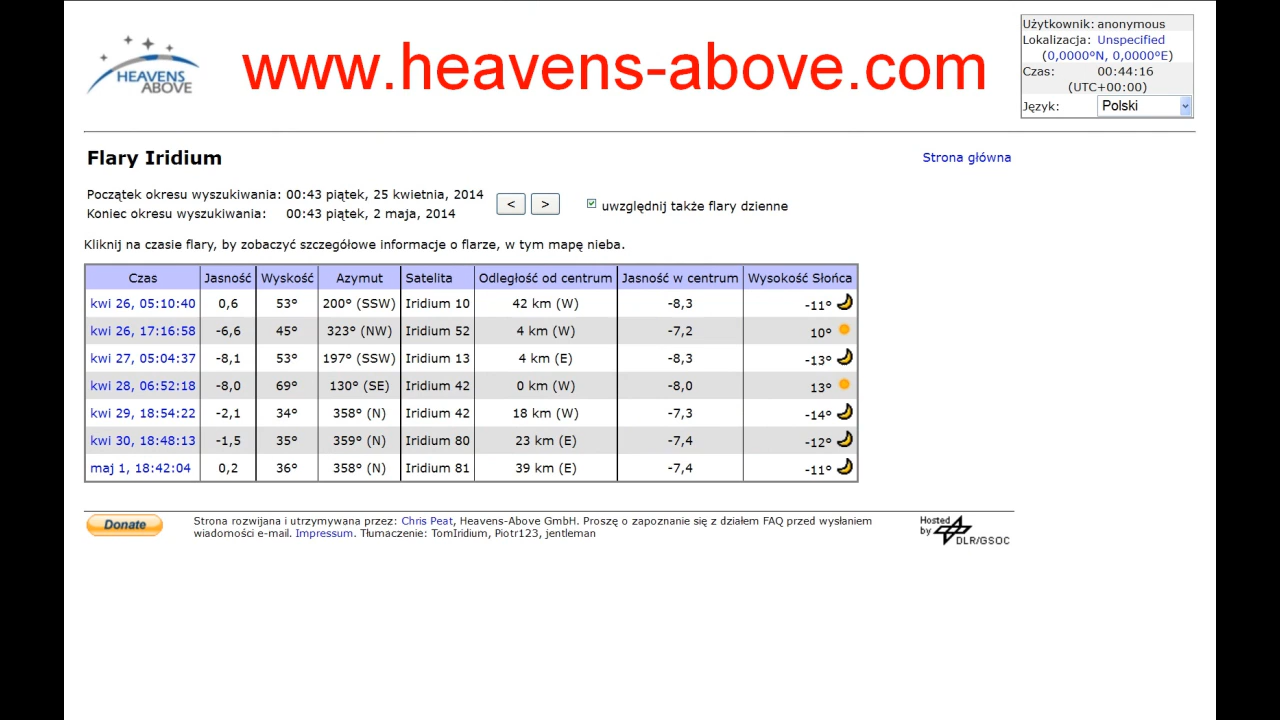 HEAVENS
ABOVE
www.heavens-above.com
Użytkownik: anonymous
Lokalizacja: Unspecified
(0,0000°N, 0,0000°E)
Czas: 00:44:16
(UTC+00:00)
Język: Polski
Flary Iridium
Strona główna
Początek okresu wyszukiwania: 00:43 piątek, 25 kwietnia, 2014
Koniec okresu wyszukiwania: 00:43 piątek, 2 maja, 2014
< >
uwzględnij także flary dzienne
Kliknij na czasie flary, by zobaczyć szczegółowe informacje o flarze, w tym mapę nieba.
Czas Jasność Wyskość Azymut Satelita Odległość od centrum Jasność w centrum Wysokość Słońca
kwi 26, 05:10:40 0,6 53° 200° (SSW) Iridium 10 42 km (W) -8,3 -11°
kwi 26, 17:16:58 -6,6 45° 323° (NW) Iridium 52 4 km (W) -7,2 10°
kwi 27, 05:04:37 -8,1 53° 197° (SSW) Iridium 13 4 km (E) -8,3 -13°
kwi 28, 06:52:18 -8,0 69° 130° (SE) Iridium 42 0 km (W) -8,0 13°
kwi 29, 18:54:22 -2,1 34° 358° (N) Iridium 42 18 km (W) -7,3 -14°
kwi 30, 18:48:13 -1,5 35° 359° (N) Iridium 80 23 km (E) -7,4 -12°
maj 1, 18:42:04 0,2 36° 358° (N) Iridium 81 39 km (E) -7,4 -11°
Donate
Strona rozwijana i utrzymywana przez: Chris Peat, Heavens-Above GmbH. Proszę o zapoznanie się z działem FAQ przed wysłaniem
wiadomości e-mail. Impressum. Tłumaczenie: TomIridium, Piotr123, jentleman
Hosted
by
DLR/GSOC